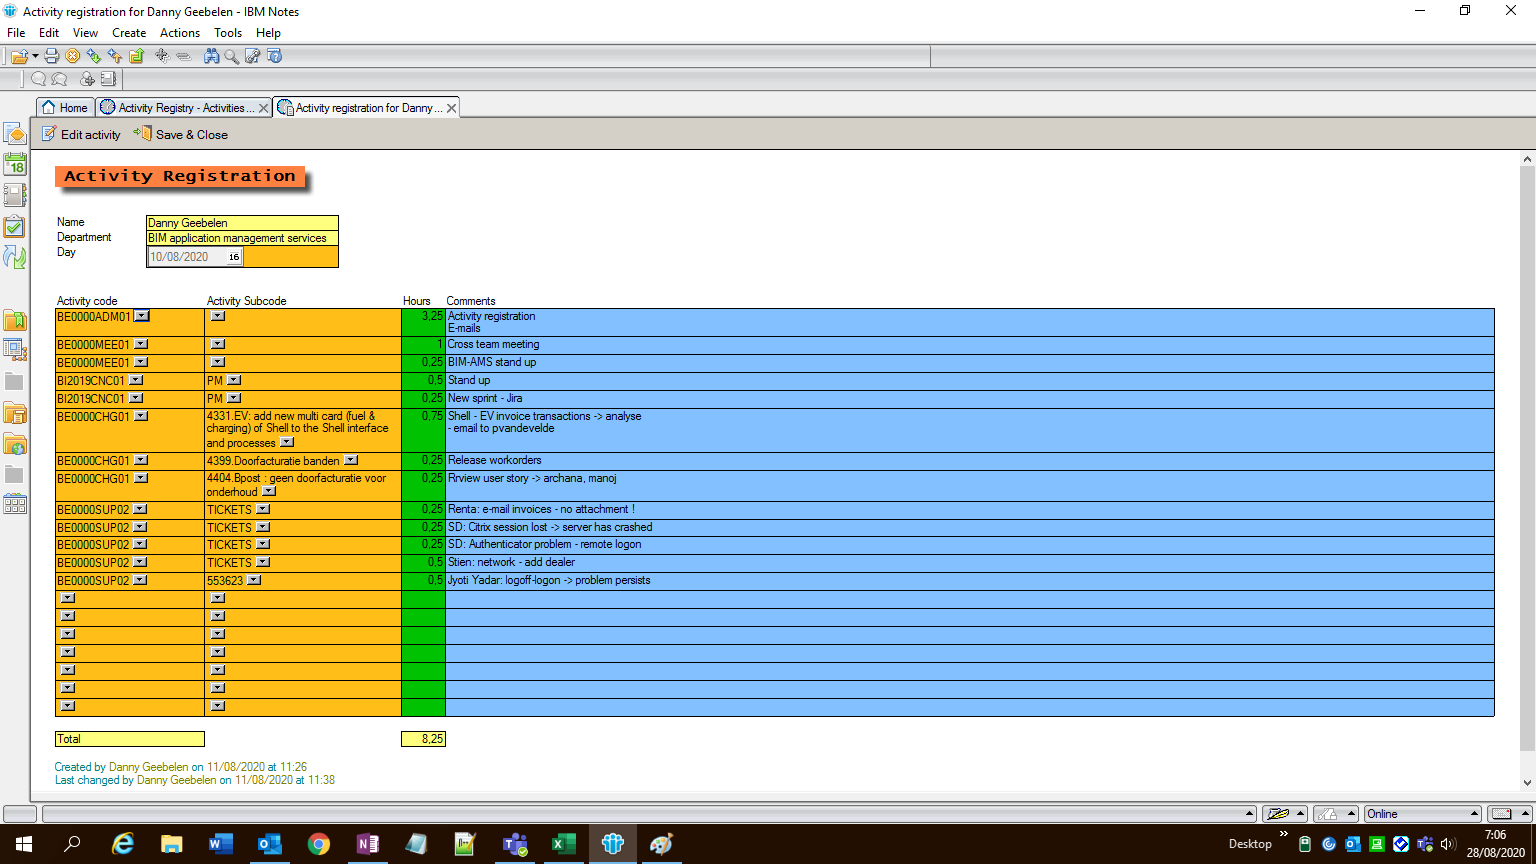 Activity registration for Danny Geebelen - IBM Notes
File Edit View Create Actions Tools Help
Home Activity Registry - Activities ... Activity registration for Danny ...
Edit activity Save & Close
18
Activity Registration
Name Danny Geebelen
Department BIM application management services
Day 10/08/2020 16
Activity code Activity Subcode Hours Comments
BE0000ADM01 3,25 Activity registration
E-mails
BE0000MEE01 1 Cross team meeting
BE0000MEE01 0,25 BIM-AMS stand up
BI2019CNC01 PM 0,5 Stand up
BI2019CNC01 PM 0,25 New sprint - Jira
BE0000CHG01 4331.EV: add new multi card (fuel & 0,75 Shell - EV invoice transactions -> analyse
charging) of Shell to the Shell interface - email to pvandevelde
and processes
BE0000CHG01 4399.Doorfacturatie banden 0,25 Release workorders
BE0000CHG01 4404.Bpost : geen doorfacturatie voor 0,25 Rrview user story -> archana, manoj
onderhoud
BE0000SUP02 TICKETS 0,25 Renta: e-mail invoices - no attachment !
BE0000SUP02 TICKETS 0,25 SD: Citrix session lost -> server has crashed
BE0000SUP02 TICKETS 0,25 SD: Authenticator problem - remote logon
BE0000SUP02 TICKETS 0,5 Stien: network - add dealer
BE0000SUP02 553623 0,5 Jyoti Yadar: logoff-logon -> problem persists
Total 8,25
Created by Danny Geebelen on 11/08/2020 at 11:26
Last changed by Danny Geebelen on 11/08/2020 at 11:38
Online
Desktop
7:06
28/08/2020